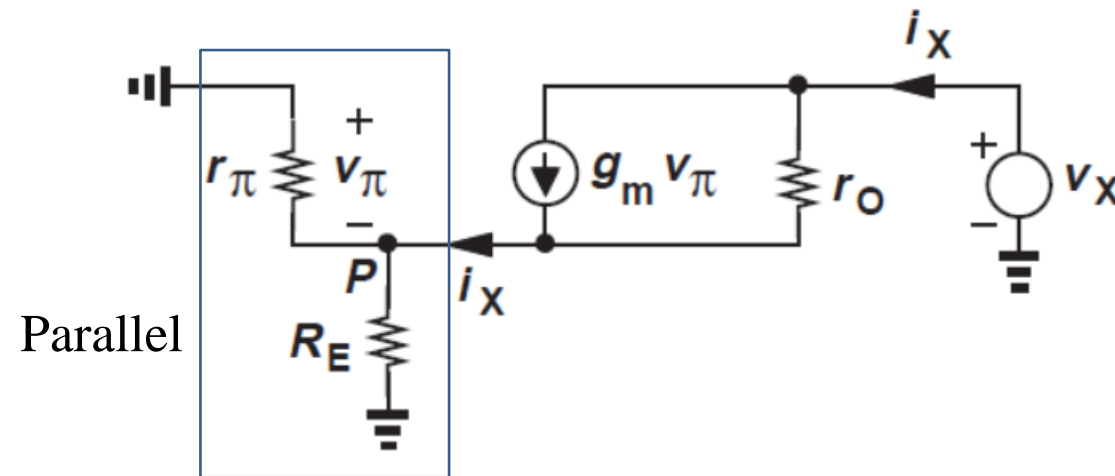 iX
+
rπ
vπ
−
gm vπ
rO
+
−
vX
P
iX
Parallel
RE